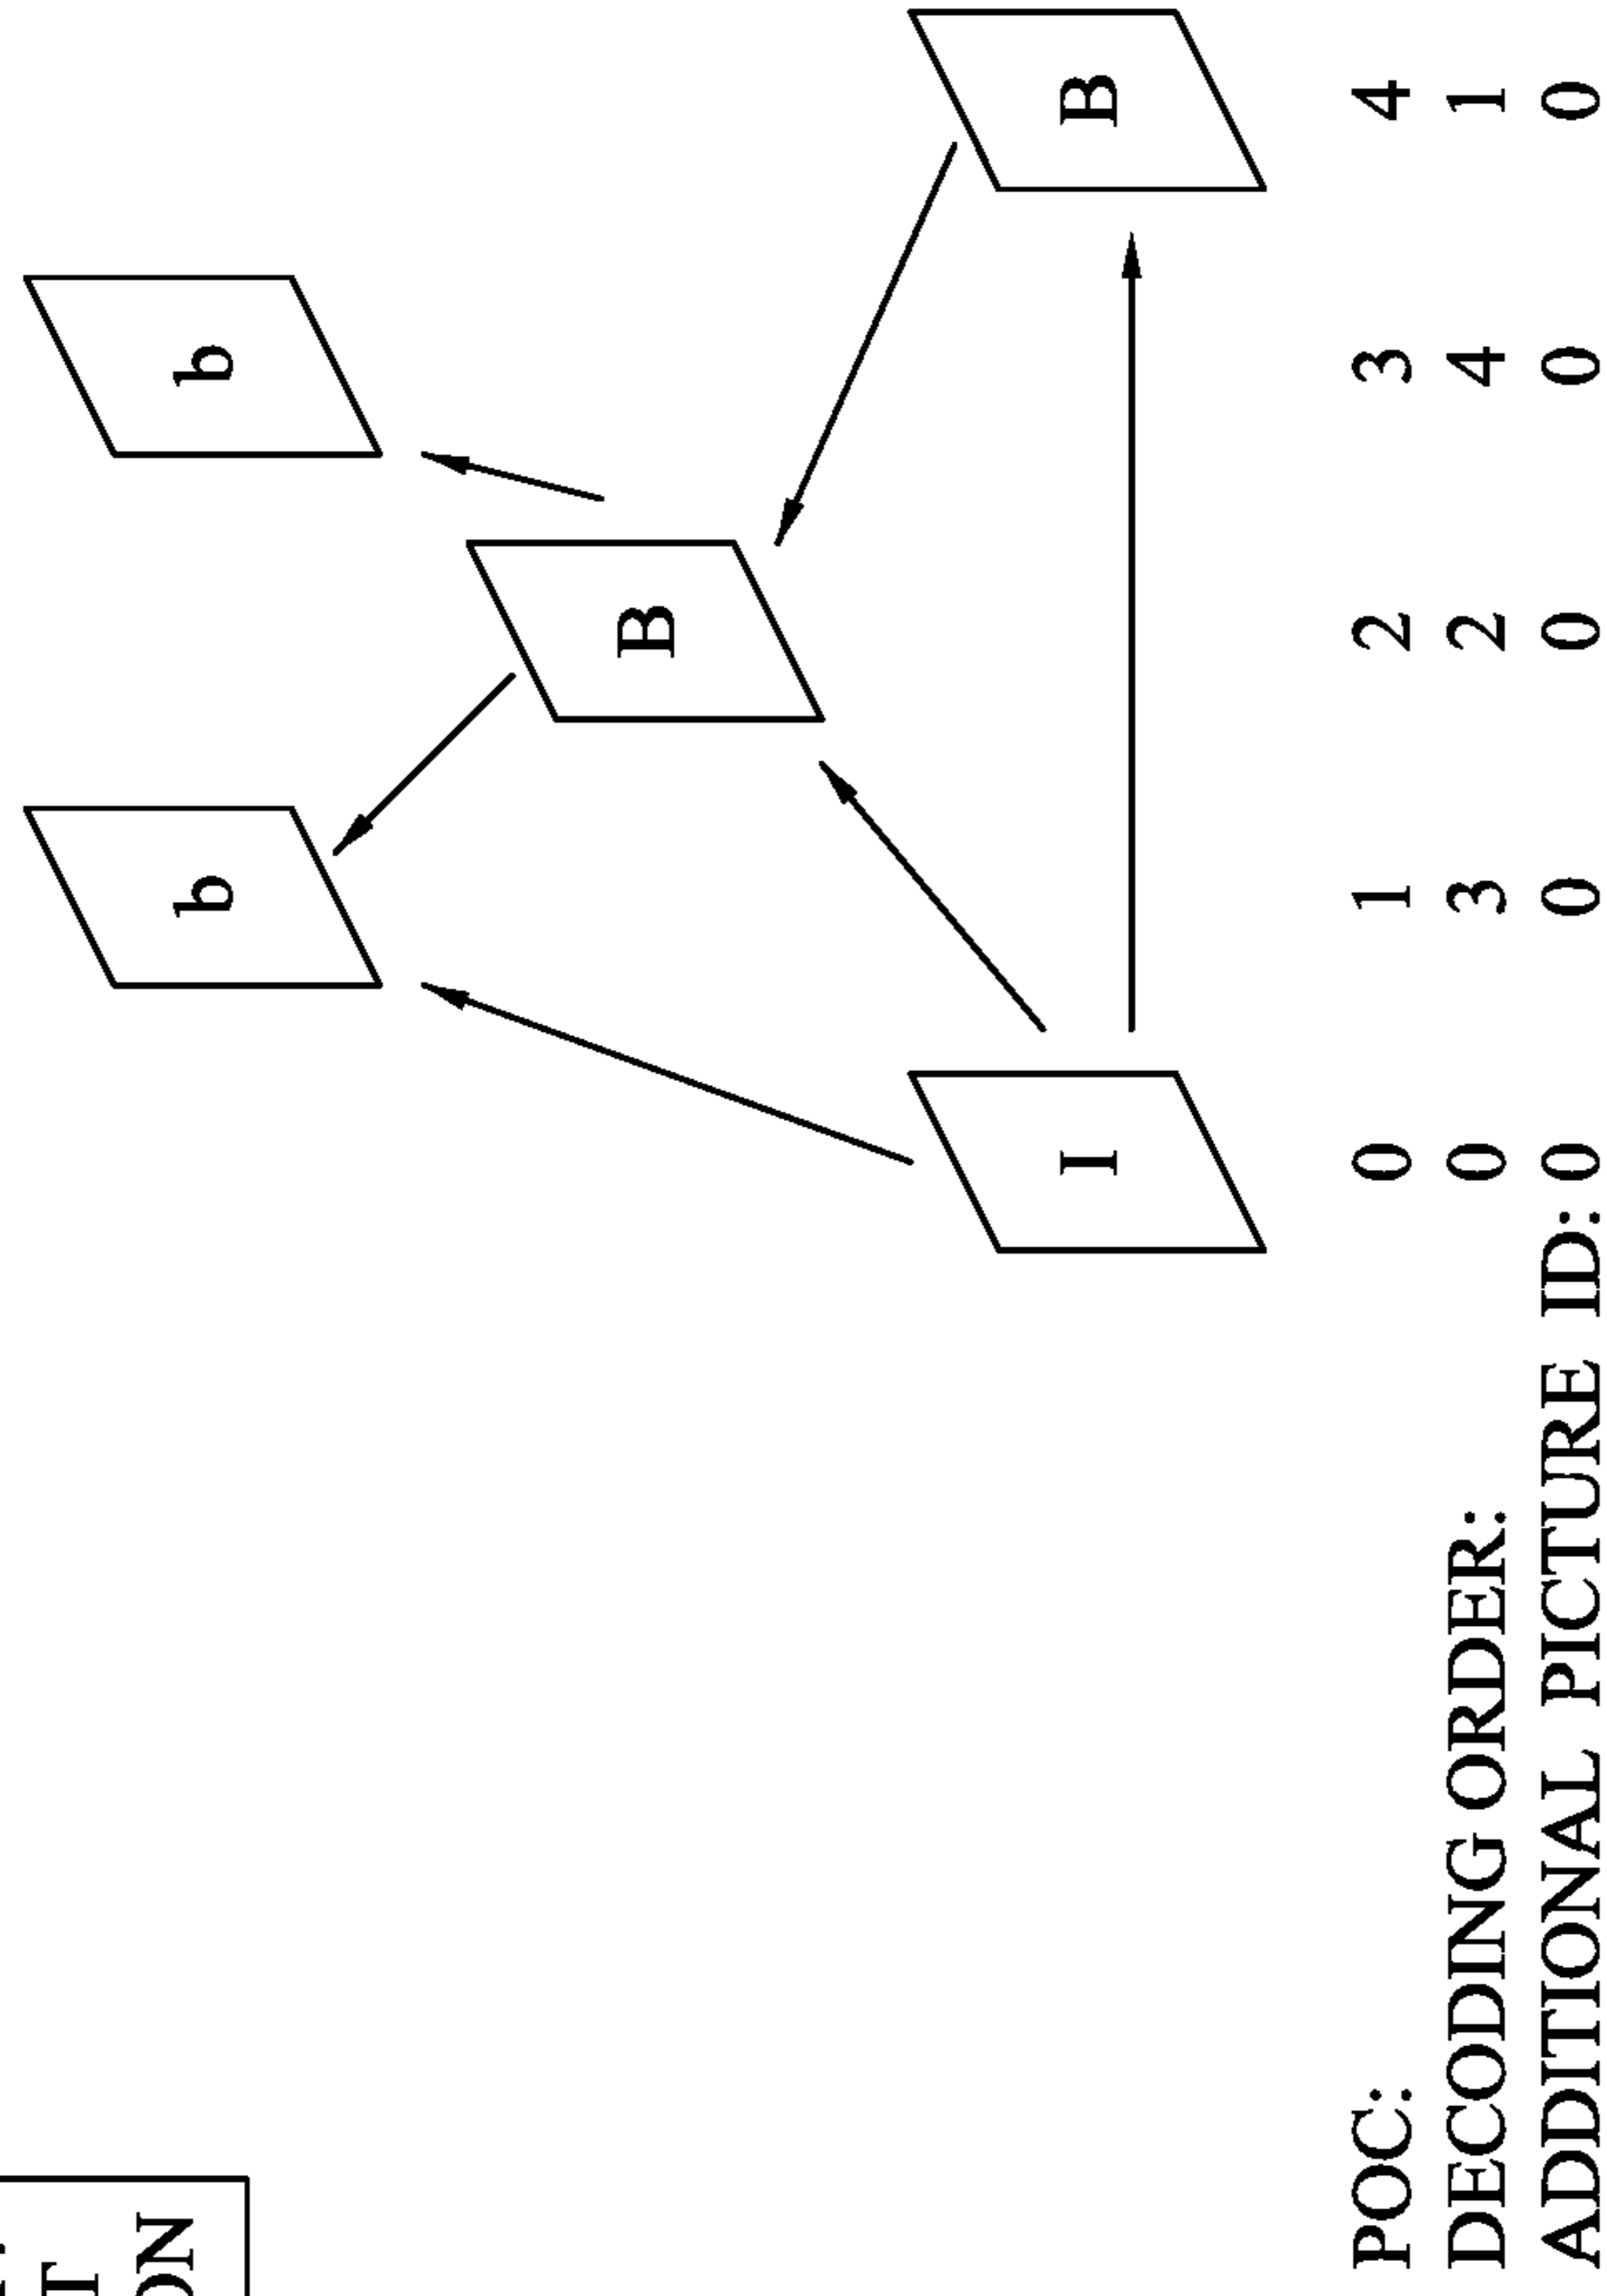 T
ON
b b
B
I B
POC: 0 1 2 3 4
DECODING ORDER: 0 3 2 4 1
ADDITIONAL PICTURE ID: 0 0 0 0 0